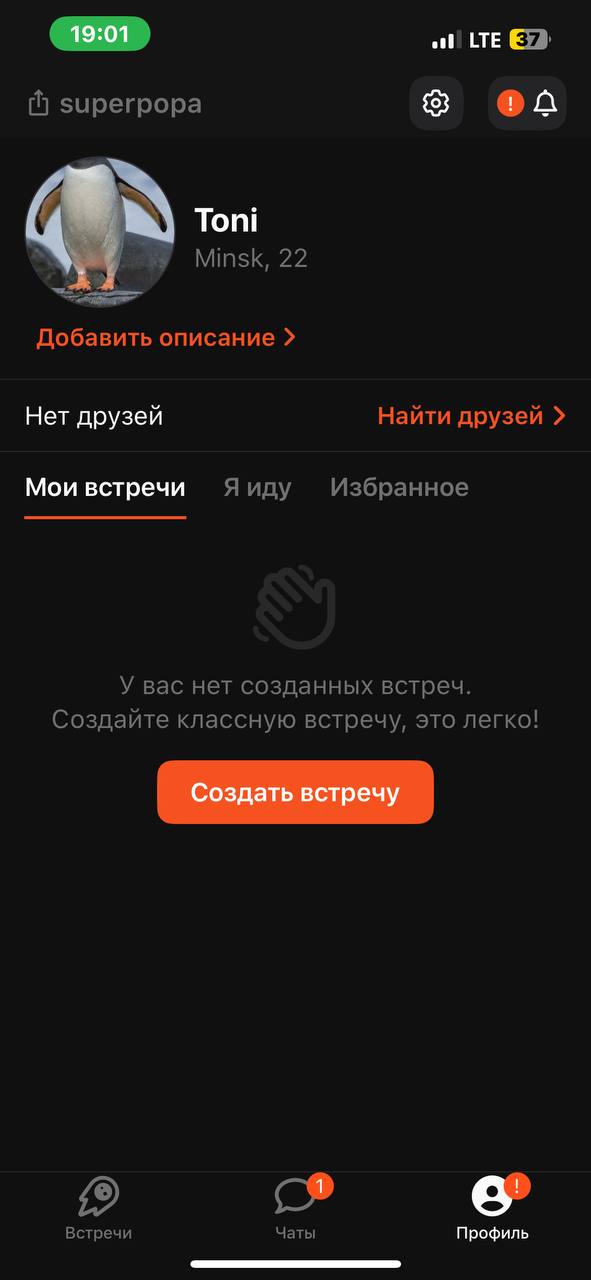 19:01
LTE 37
superpopa
!
Toni
Minsk, 22
Добавить описание
Нет друзей
Найти друзей
Мои встречи Я иду Избранное
У вас нет созданных встреч.
Создайте классную встречу, это легко!
Создать встречу
1 !
Встречи Чаты Профиль